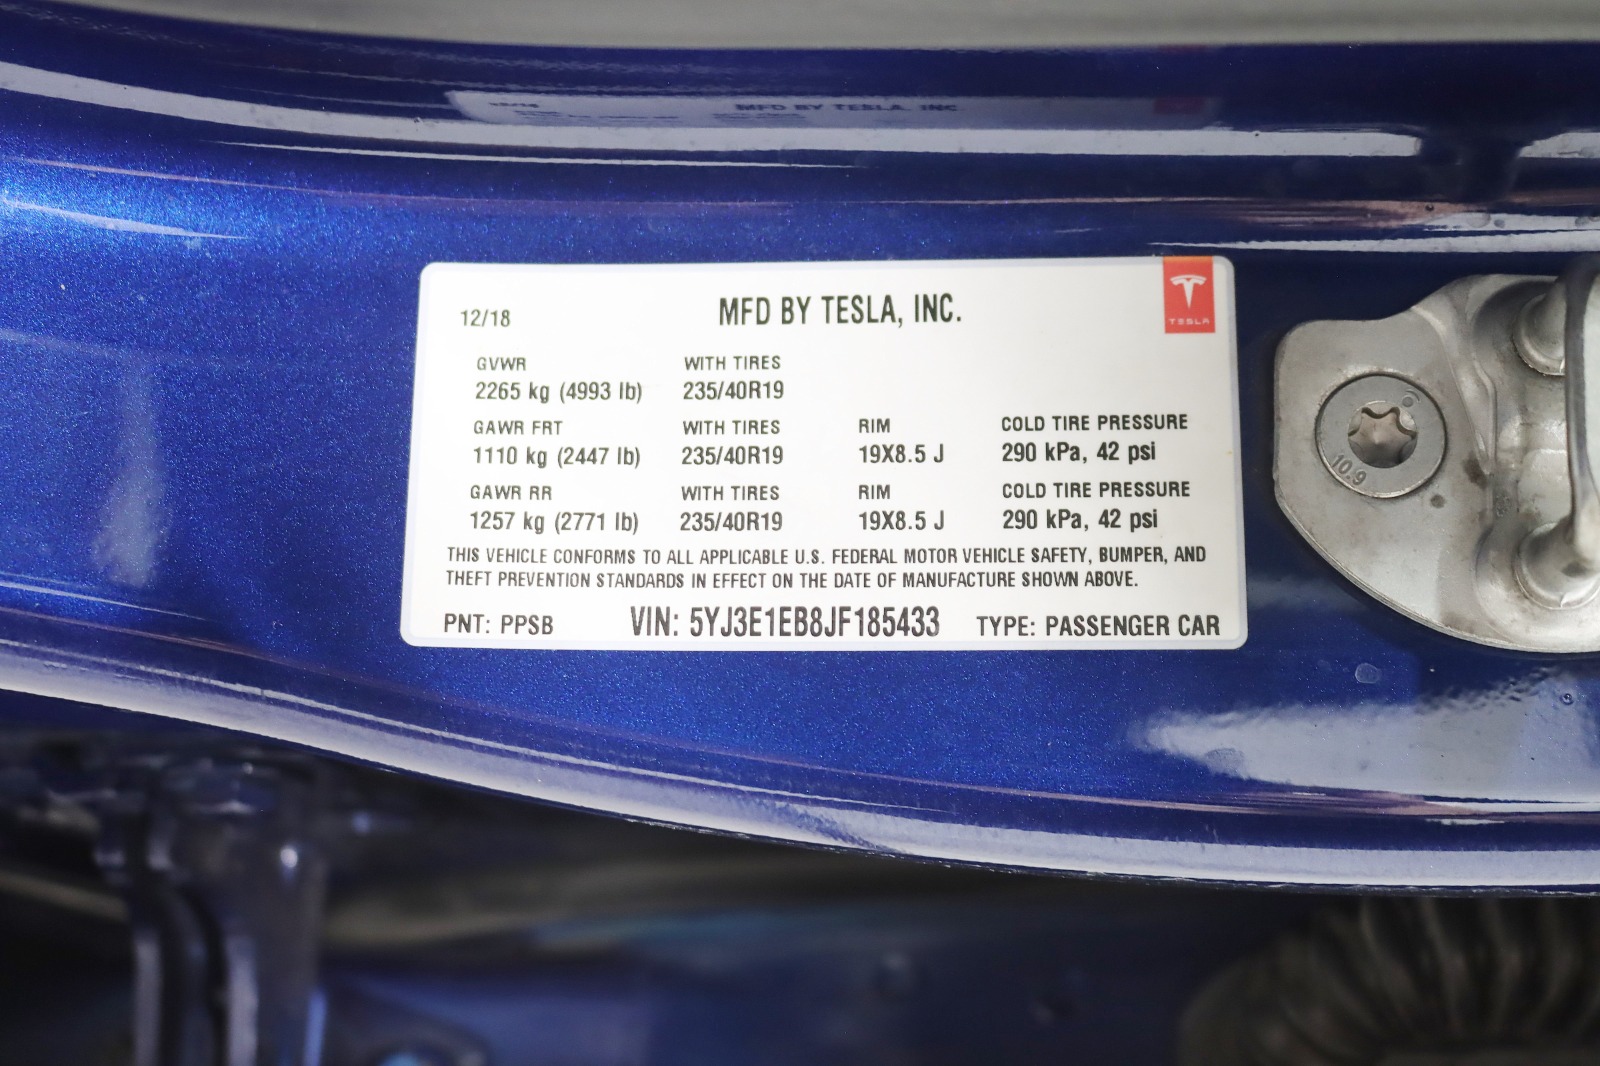 12/18 MFD BY TESLA, INC.
TESLA
GVWR WITH TIRES
2265 kg (4993 lb) 235/40R19
GAWR FRT WITH TIRES RIM COLD TIRE PRESSURE
1110 kg (2447 lb) 235/40R19 19X8.5 J 290 kPa, 42 psi
GAWR RR WITH TIRES RIM COLD TIRE PRESSURE
1257 kg (2771 lb) 235/40R19 19X8.5 J 290 kPa, 42 psi
THIS VEHICLE CONFORMS TO ALL APPLICABLE U.S. FEDERAL MOTOR VEHICLE SAFETY, BUMPER, AND
THEFT PREVENTION STANDARDS IN EFFECT ON THE DATE OF MANUFACTURE SHOWN ABOVE.
PNT: PPSB VIN: 5YJ3E1EB8JF185433 TYPE: PASSENGER CAR
10.9